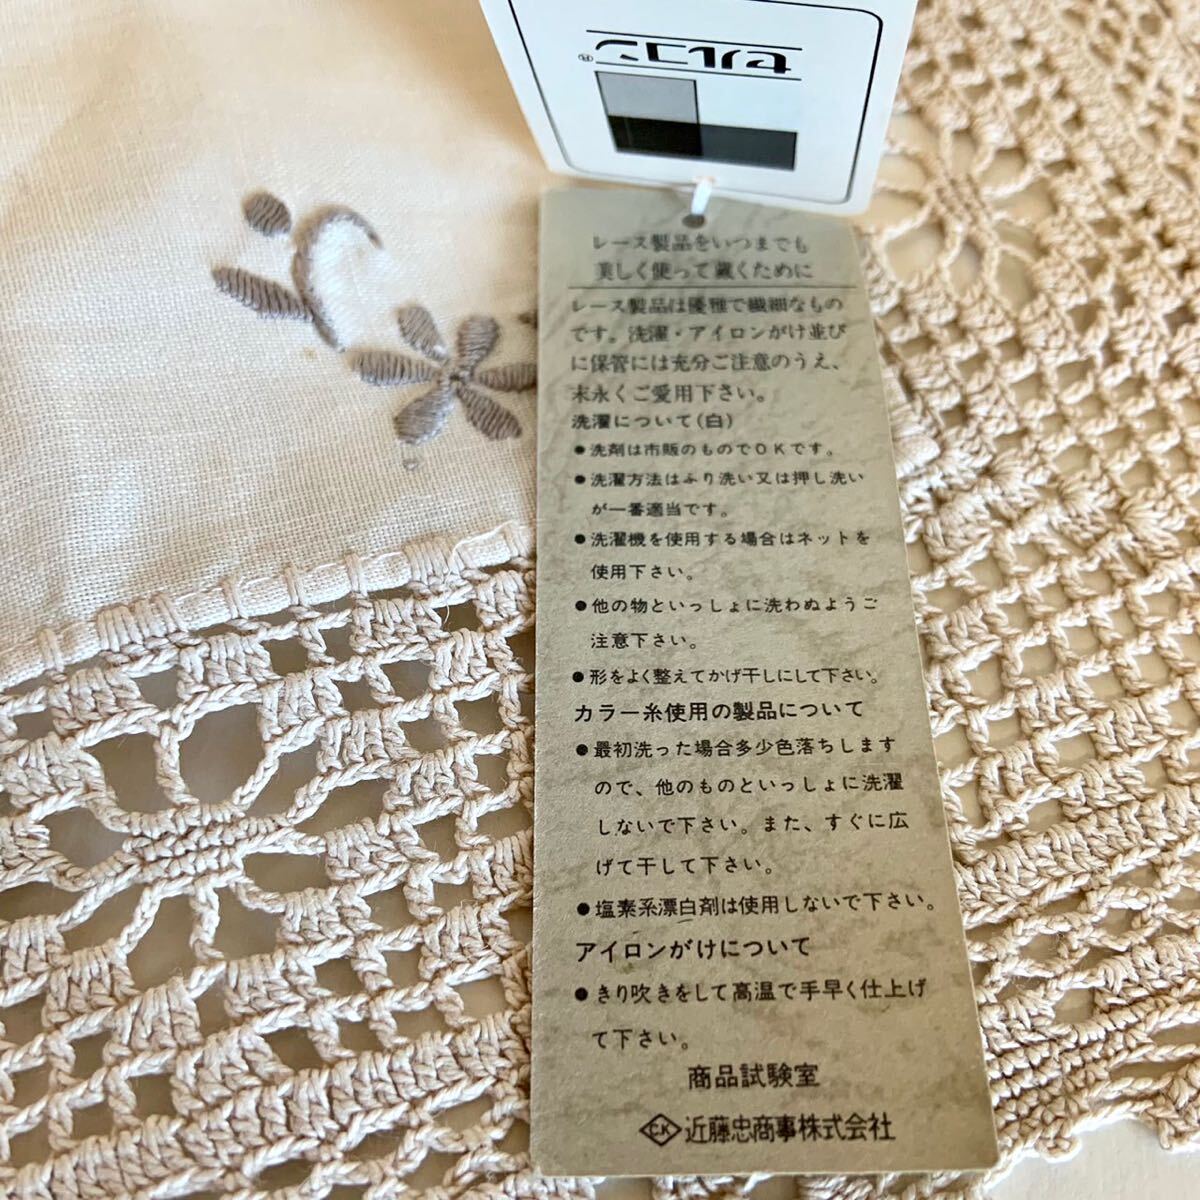 セルコン®
レース製品をいつまでも
美しく使って戴くために
レース製品は優雅で繊細なもの
です。洗濯・アイロンがけ並び
に保管には充分ご注意のうえ、
末永くご愛用下さい。
洗濯について(白)
●洗剤は市販のものでOKです。
●洗濯方法はふり洗い又は押し洗い
が一番適当です。
●洗濯機を使用する場合はネットを
使用下さい。
●他の物といっしょに洗わぬようご
注意下さい。
●形をよく整えてかげ干しにして下さい。
カラー糸使用の製品について
●最初洗った場合多少色落ちします
ので、他のものといっしょに洗濯
しないで下さい。また、すぐに広
げて干して下さい。
●塩素系漂白剤は使用しないで下さい。
アイロンがけについて
●きり吹きをして高温で手早く仕上げ
て下さい。
商品試験室
C.K 近藤忠商事株式会社